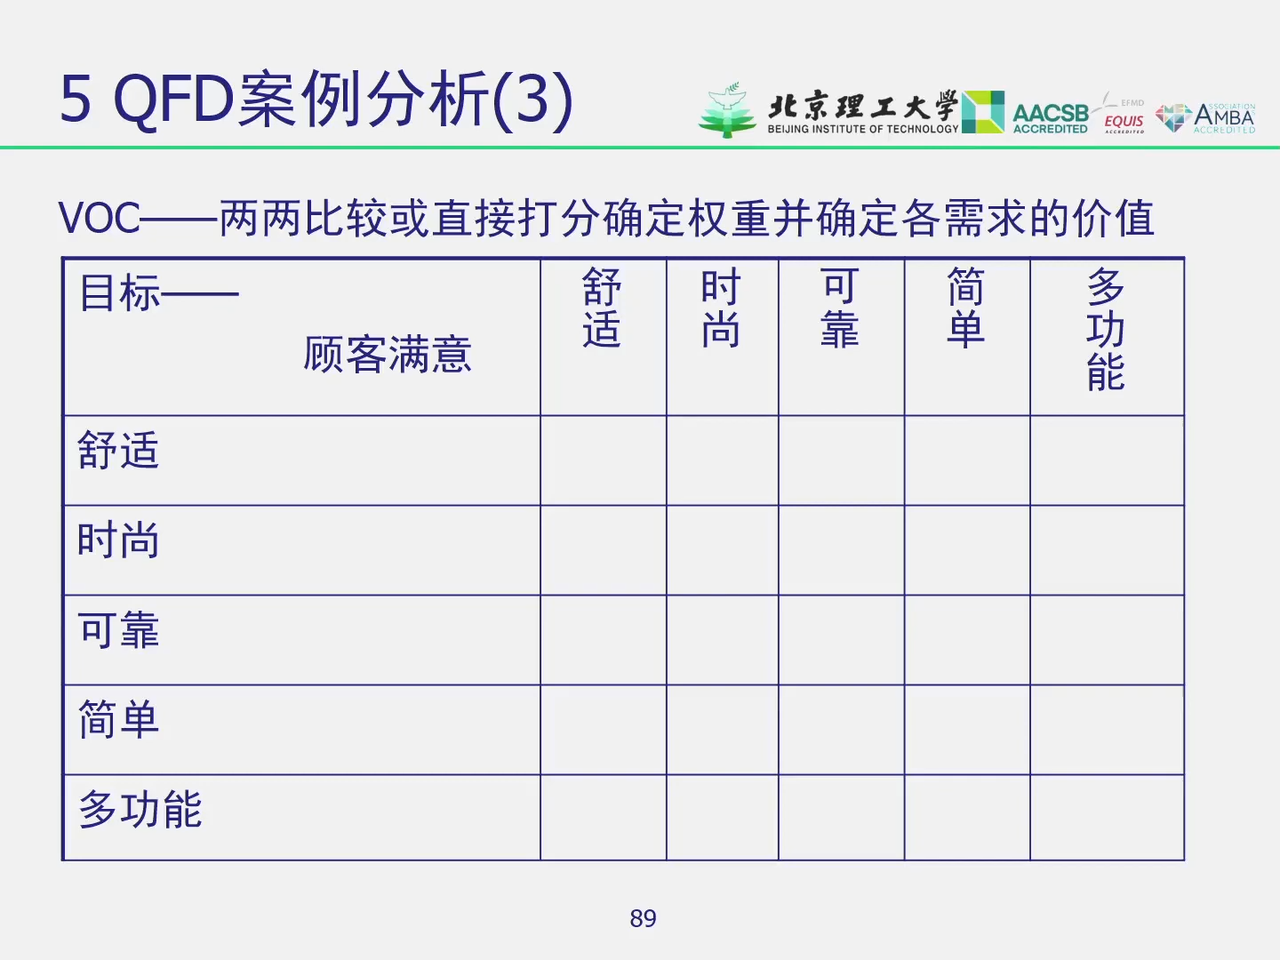 5 QFD案例分析(3)
北京理工大学
BEIJING INSTITUTE OF TECHNOLOGY
AACSB
ACCREDITED
EFMD
EQUIS
ACCREDITED
ASSOCIATION
AMBA
ACCREDITED
VOC——两两比较或直接打分确定权重并确定各需求的价值
目标——
顾客满意
舒适
时尚
可靠
简单
多功能
舒适
时尚
可靠
简单
多功能
89